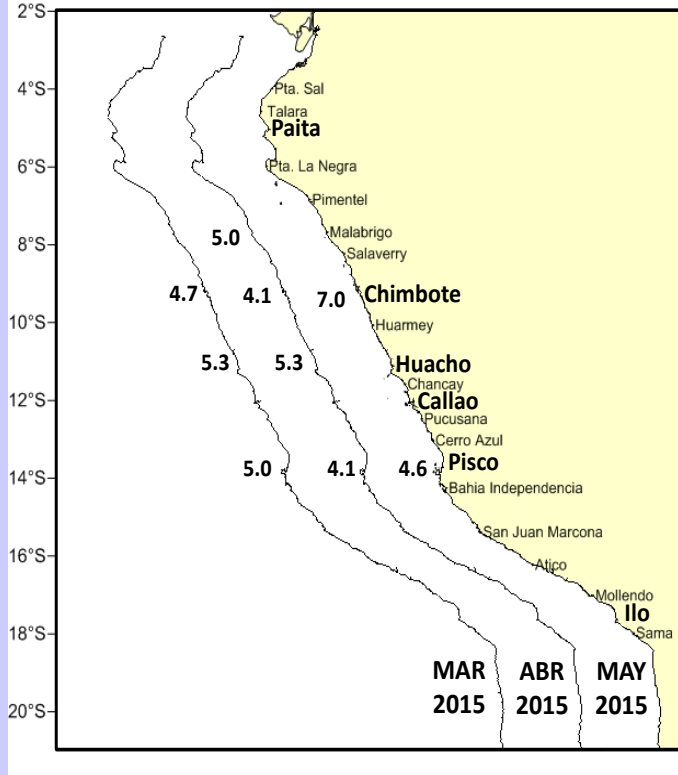 2°S
4°S
Pta. Sal
Talara
Paita
6°S
Pta. La Negra
Pimentel
5.0
8°S
Malabrigo
Salaverry
4.7 4.1 7.0 Chimbote
10°S
Huarmey
5.3 5.3 Huacho
Chancay
12°S
Callao
Pucusana
Cerro Azul
5.0 4.1 4.6 Pisco
14°S
Bahia Independencia
San Juan Marcona
16°S
Atico
Mollendo
Ilo
18°S
Sama
MAR ABR MAY
2015 2015 2015
20°S